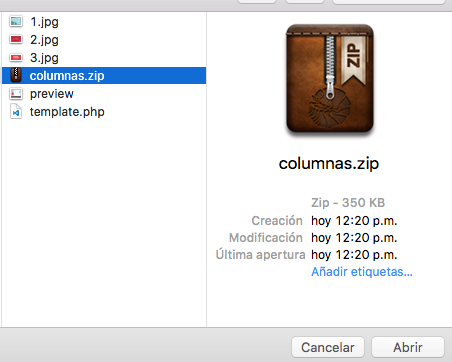 1.jpg
2.jpg
3.jpg
columnas.zip
preview
template.php
ZIP
columnas.zip
Zip - 350 KB
Creación hoy 12:20 p.m.
Modificación hoy 12:20 p.m.
Última apertura hoy 12:20 p.m.
Añadir etiquetas...
Cancelar
Abrir